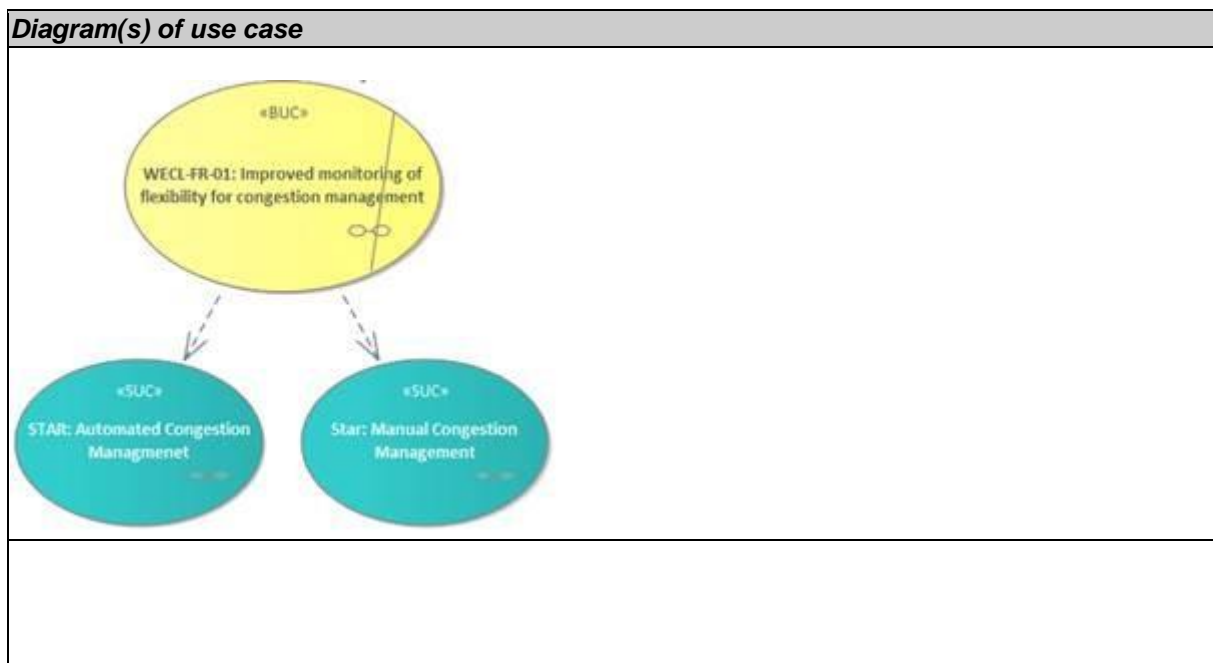 Diagram(s) of use case
«BUC»
WECL-FR-01: Improved monitoring of
flexibility for congestion management
«SUC»
STAR: Automated Congestion
Managmenet
«SUC»
Star: Manual Congestion
Management